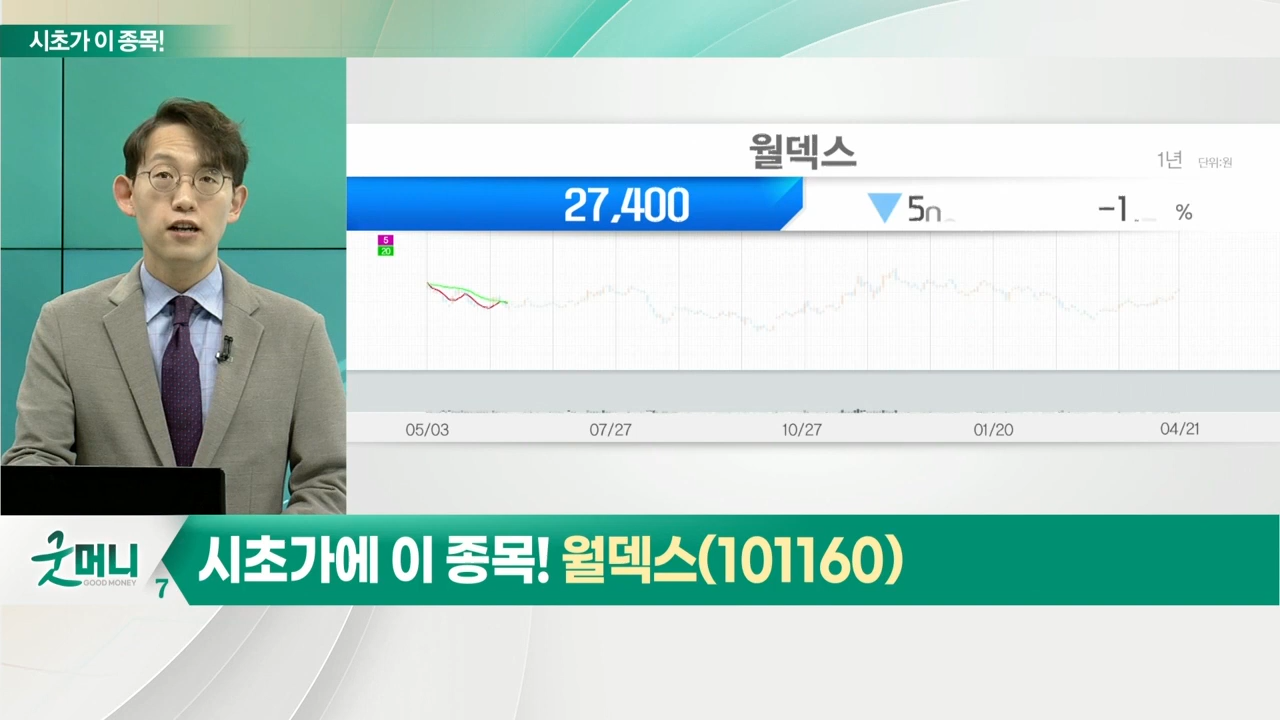 시초가 이 종목!
월덱스
1년 단위:원
27,400
%
5
20
05/03 07/27 10/27 01/20 04/21
굿머니
GOOD MONEY
7
시초가에 이 종목! 월덱스(101160)